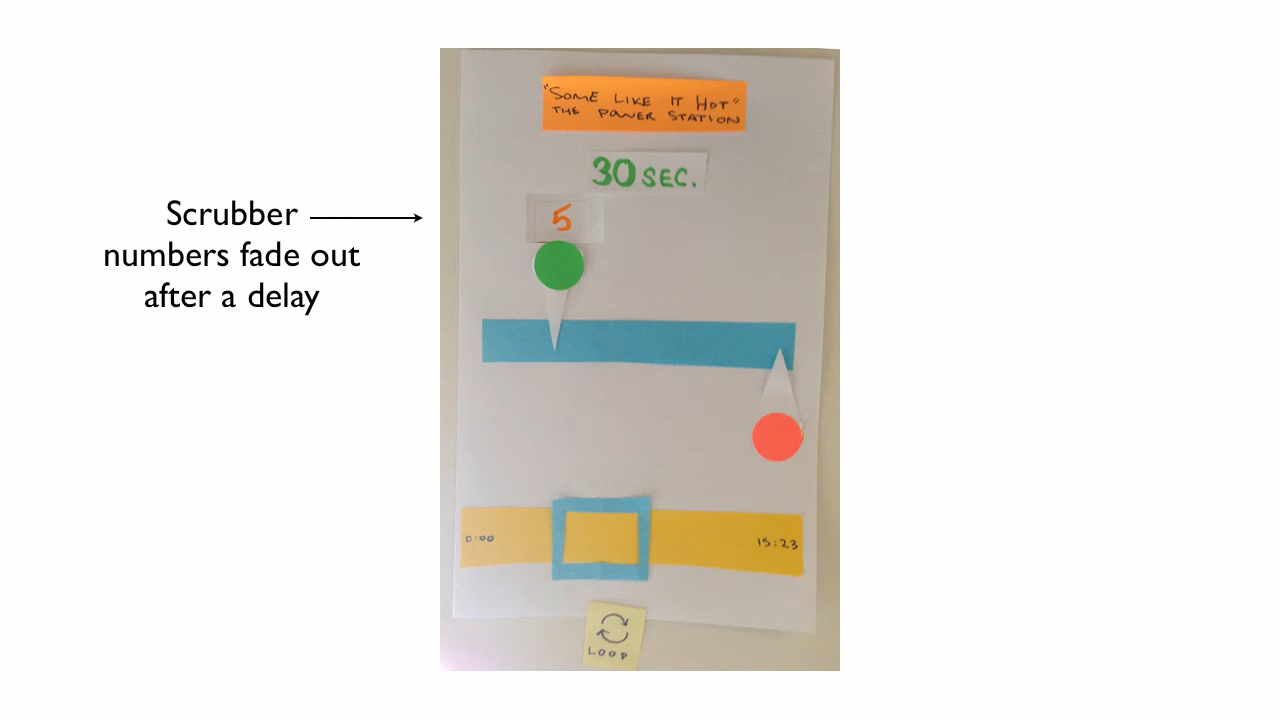 "SOME LIKE IT HOT"
THE POWER STATION
30 SEC.
5
Scrubber
numbers fade out
after a delay
0:00
15:23
LOOP